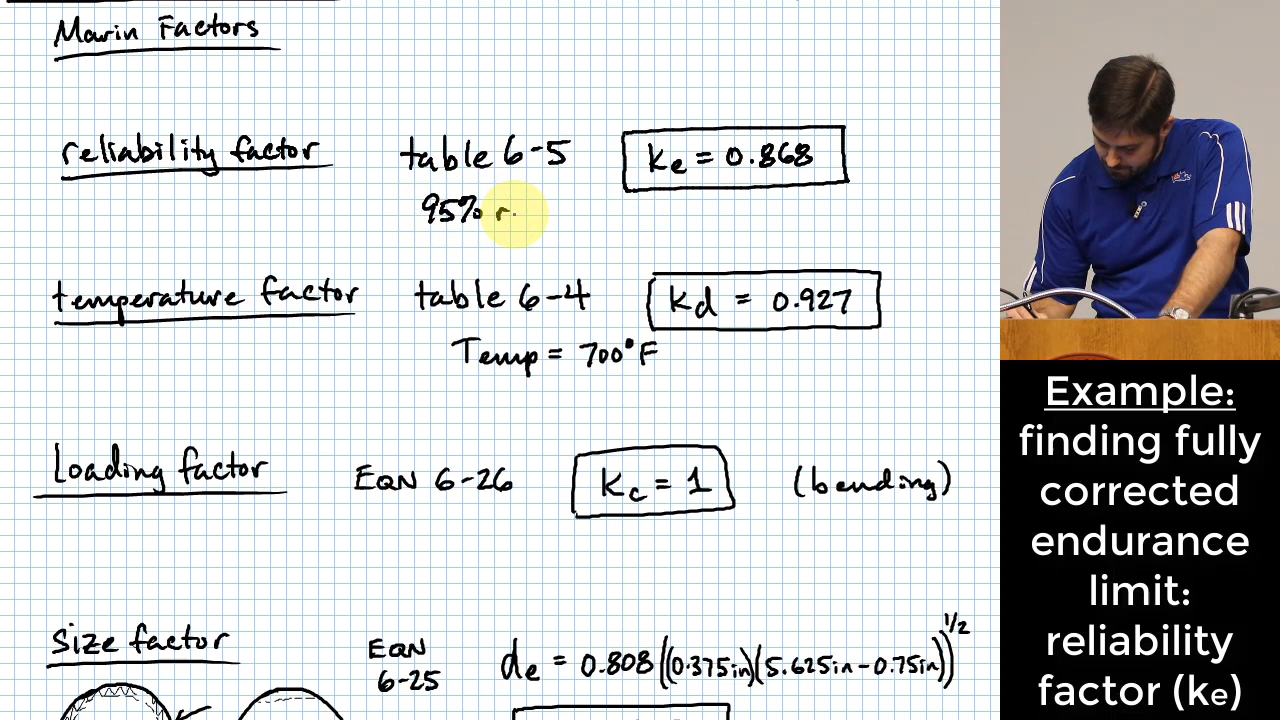 Marin Factors
reliability factor table 6-5 ke = 0.868
95% r
temperature factor table 6-4 kd = 0.927
Temp = 700°F
Loading factor EQN 6-26 Kc = 1 (bending)
Size factor EQN 6-25 de = 0.808((0.375in)(5.625in-0.75in))^1/2
Example:
finding fully
corrected
endurance
limit:
reliability
factor (ke)